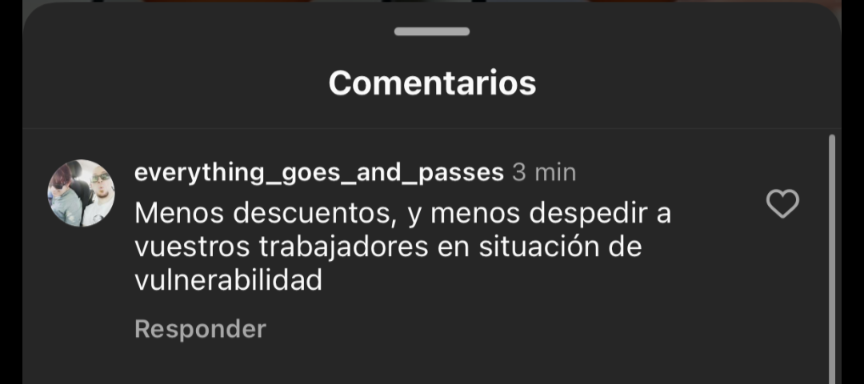 Comentarios
everything_goes_and_passes 3 min
Menos descuentos, y menos despedir a
vuestros trabajadores en situación de
vulnerabilidad
Responder